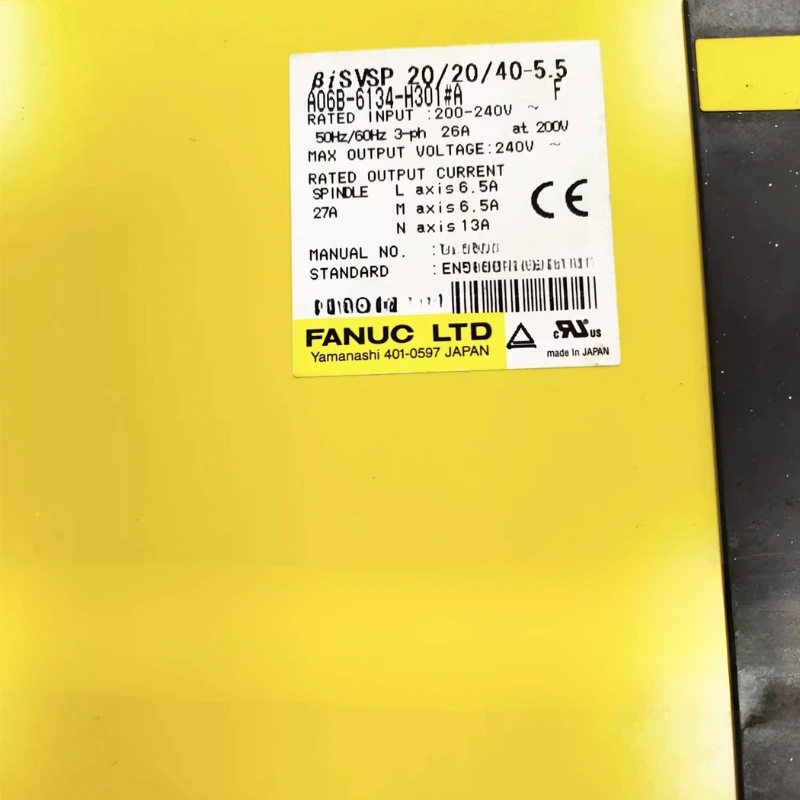 βiSVSP 20/20/40-5.5
A06B-6134-H301#A F
RATED INPUT :200-240V ~
50Hz/60Hz 3-ph 26A at 200V
MAX OUTPUT VOLTAGE:240V ~
RATED OUTPUT CURRENT
SPINDLE L axis 6.5A
27A M axis 6.5A
N axis 13A
MANUAL NO. :
STANDARD :
CE
FANUC LTD
Yamanashi 401-0597 JAPAN
c RU us
made in JAPAN